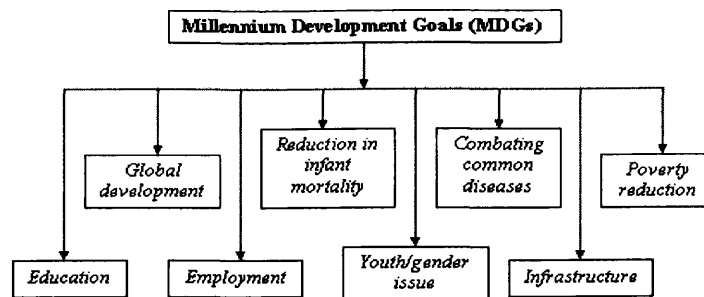 Millennium Development Goals (MDGs)
Global
development
Reduction in
infant
mortality
Combating
common
diseases
Poverty
reduction
Education
Employment
Youth/gender
issue
Infrastructure